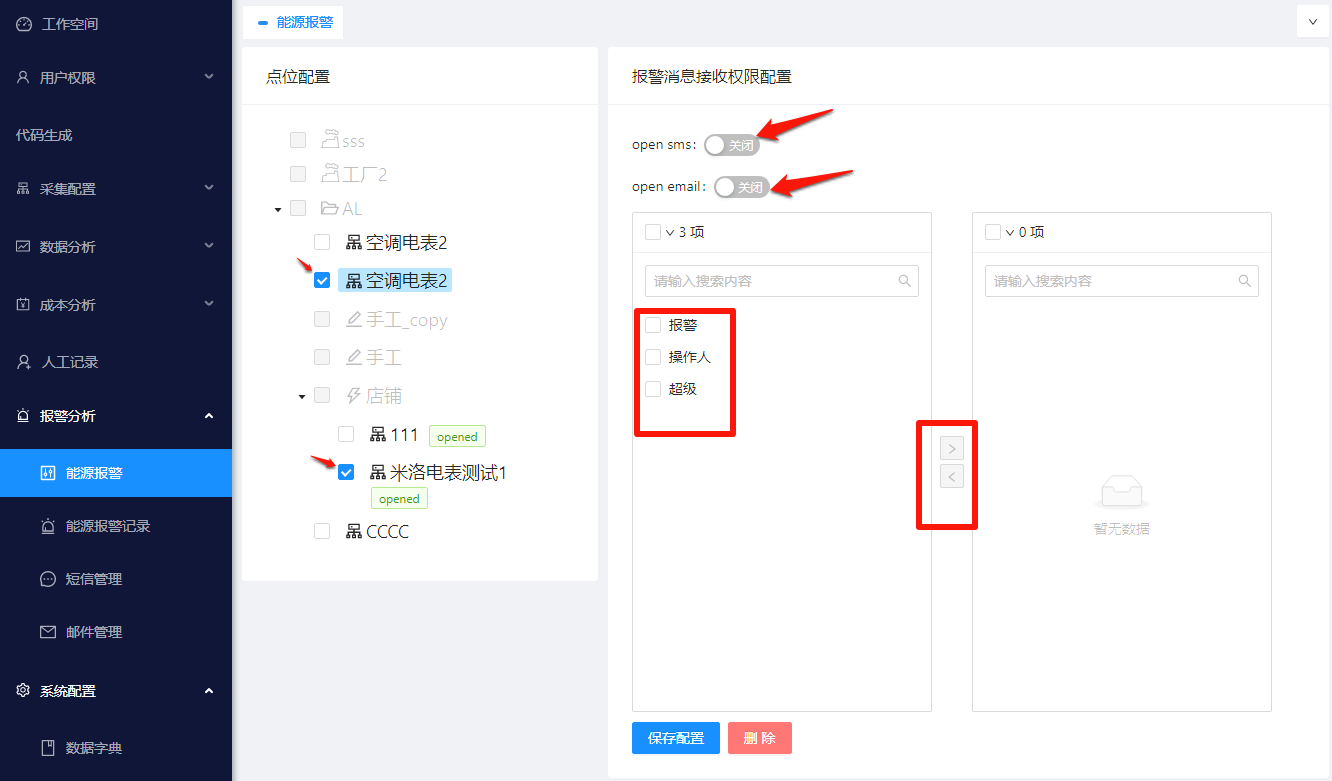 工作空间
用户权限
代码生成
采集配置
数据分析
成本分析
人工记录
报警分析
能源报警
能源报警记录
短信管理
邮件管理
系统配置
数据字典
能源报警
点位配置
sss
工厂2
AL
空调电表2
空调电表2
手工_copy
手工
店铺
111 opened
米洛电表测试1
opened
CCCC
报警消息接收权限配置
open sms: 关闭
open email: 关闭
3 项
请输入搜索内容
报警
操作人
超级
0 项
请输入搜索内容
暂无数据
保存配置 删 除